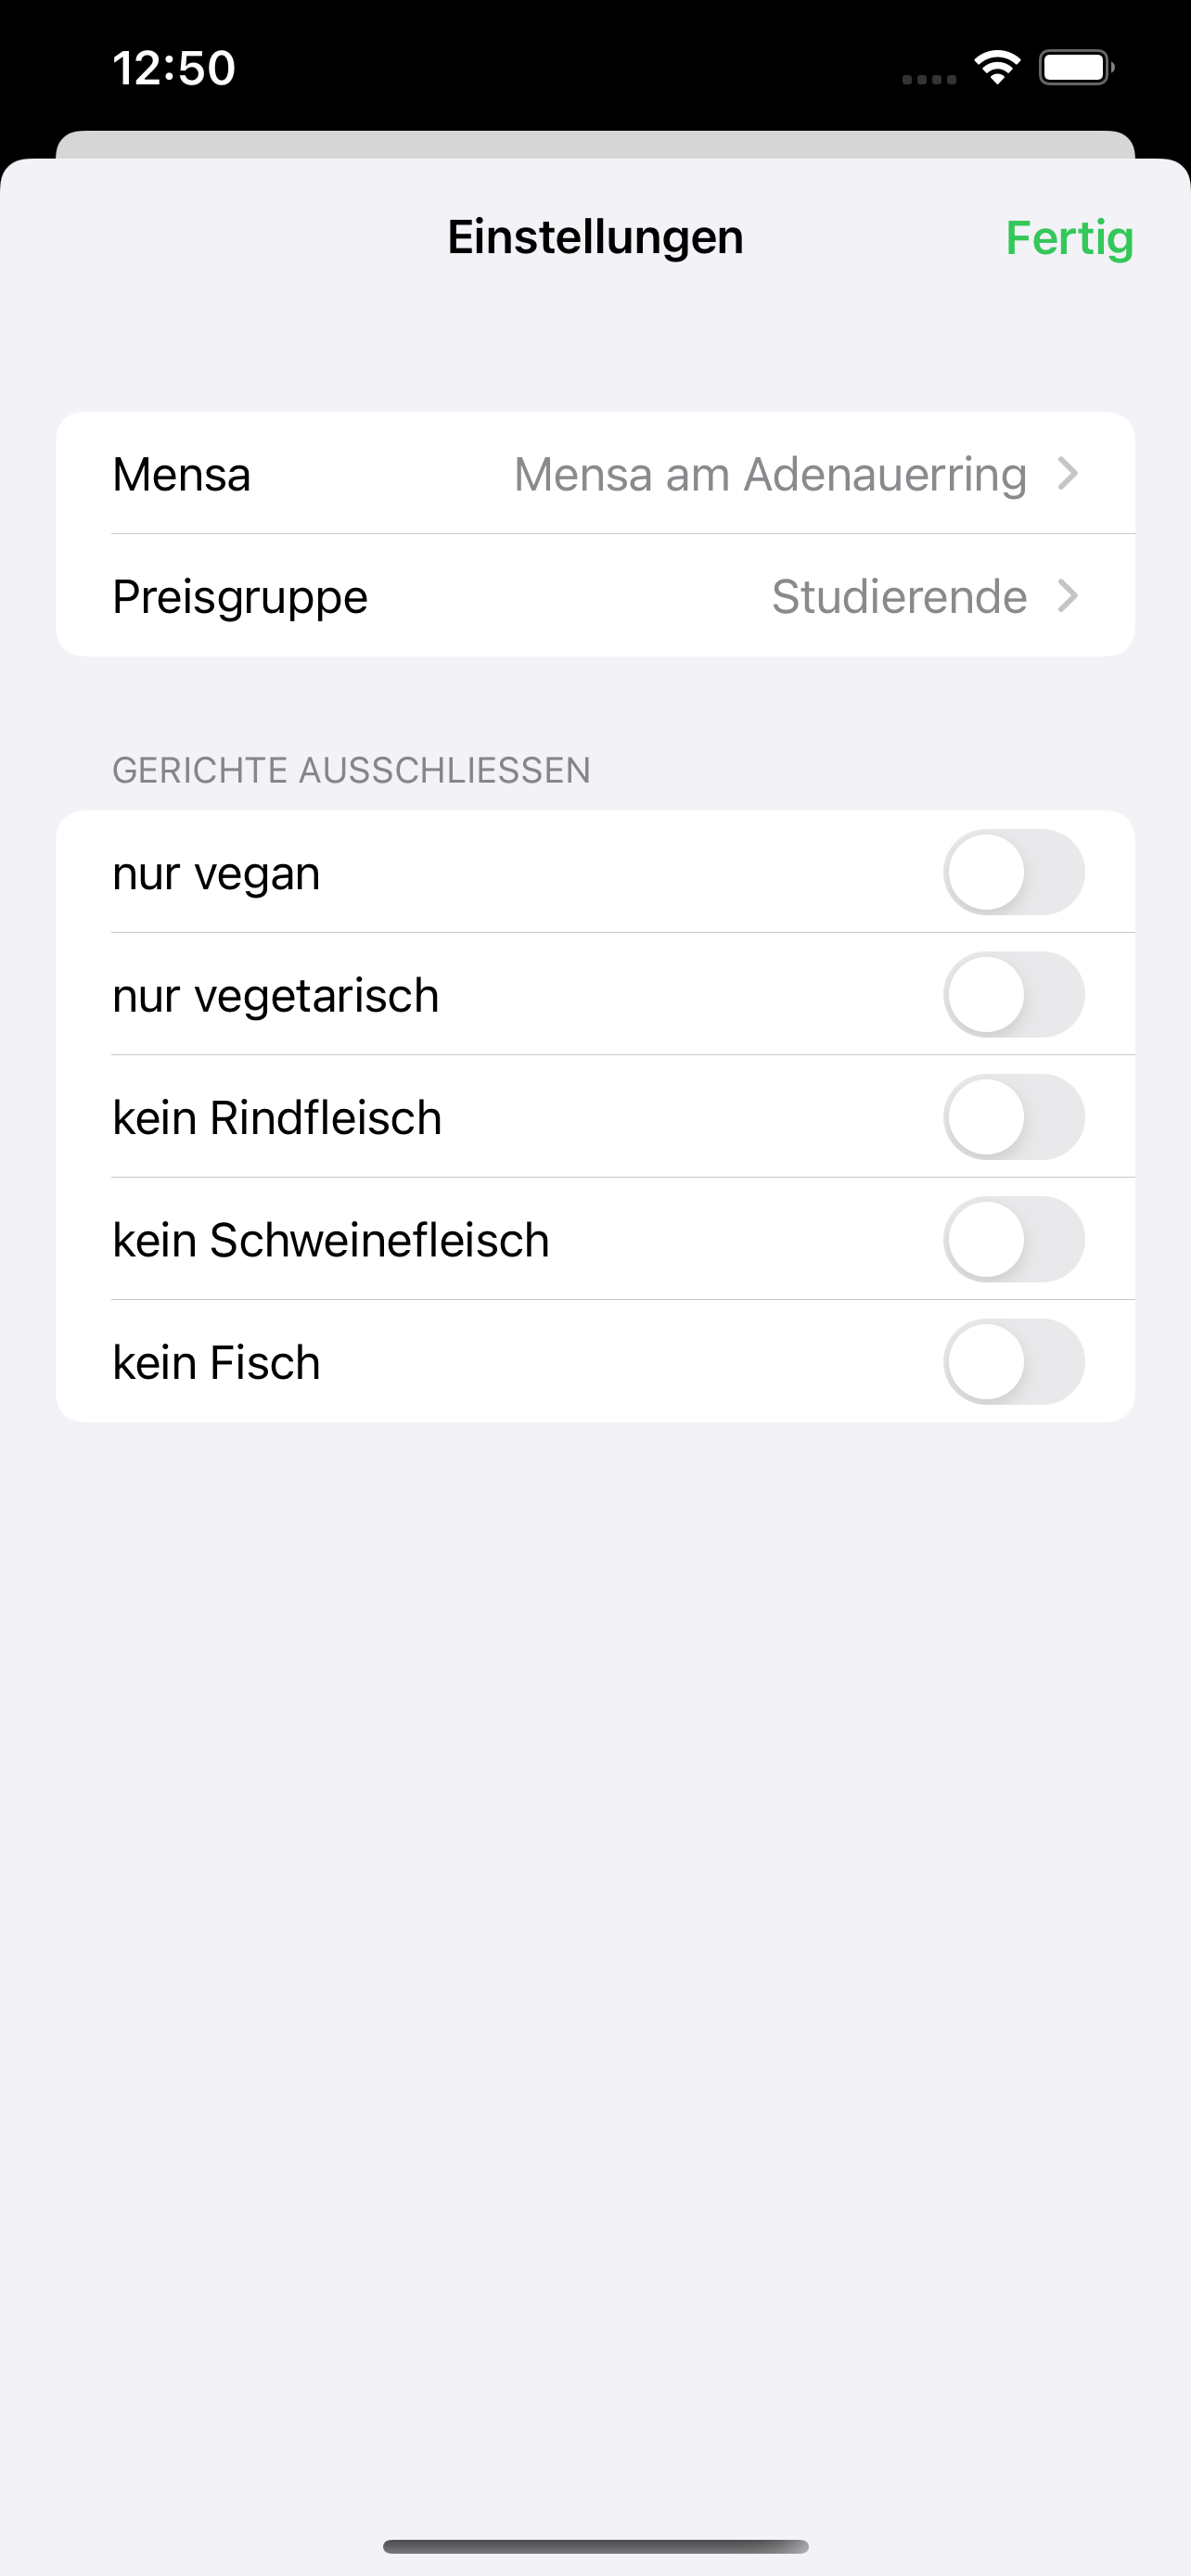 12:50
Einstellungen
Fertig
Mensa
Mensa am Adenauerring
Preisgruppe
Studierende
GERICHTE AUSSCHLIESSEN
nur vegan
nur vegetarisch
kein Rindfleisch
kein Schweinefleisch
kein Fisch